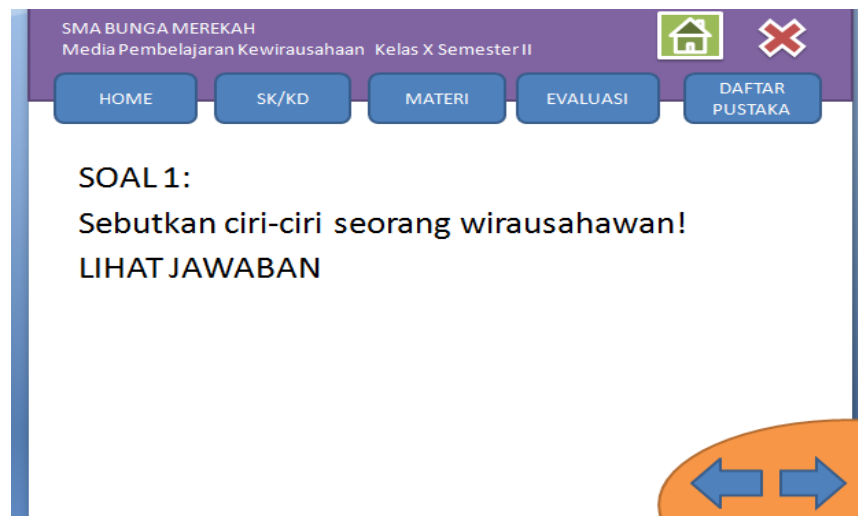 SMA BUNGA MEREKAH
Media Pembelajaran Kewirausahaan Kelas X Semester II
HOME
SK/KD
MATERI
EVALUASI
DAFTAR
PUSTAKA
SOAL 1:
Sebutkan ciri-ciri seorang wirausahawan!
LIHAT JAWABAN